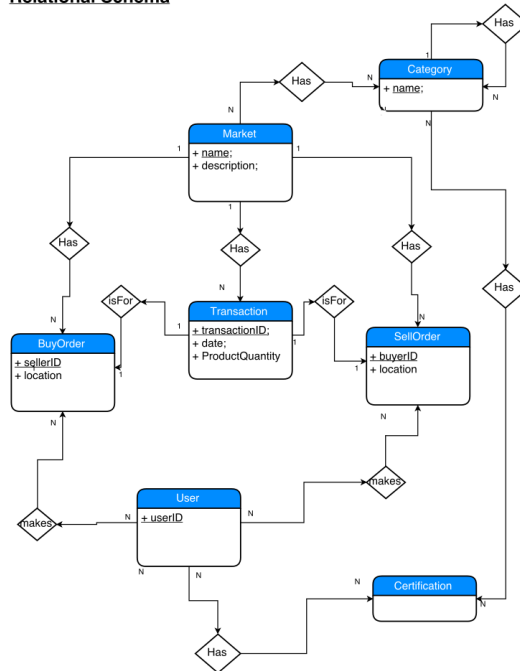 Relational Schema
Has
1
Category
N
Has
N
+ name;
N
N
Market
+ name;
+ description;
1
1
1
Has
Has
Has
Has
N
isFor
isFor
Transaction
+ transactionID;
+ date;
+ ProductQuantity
1
1
N
N
BuyOrder
+ sellerID
+ location
1
SellOrder
+ buyerID
+ location
1
N
N
makes
makes
User
+ userID
N
N
N
N
Has
N
Certification
N